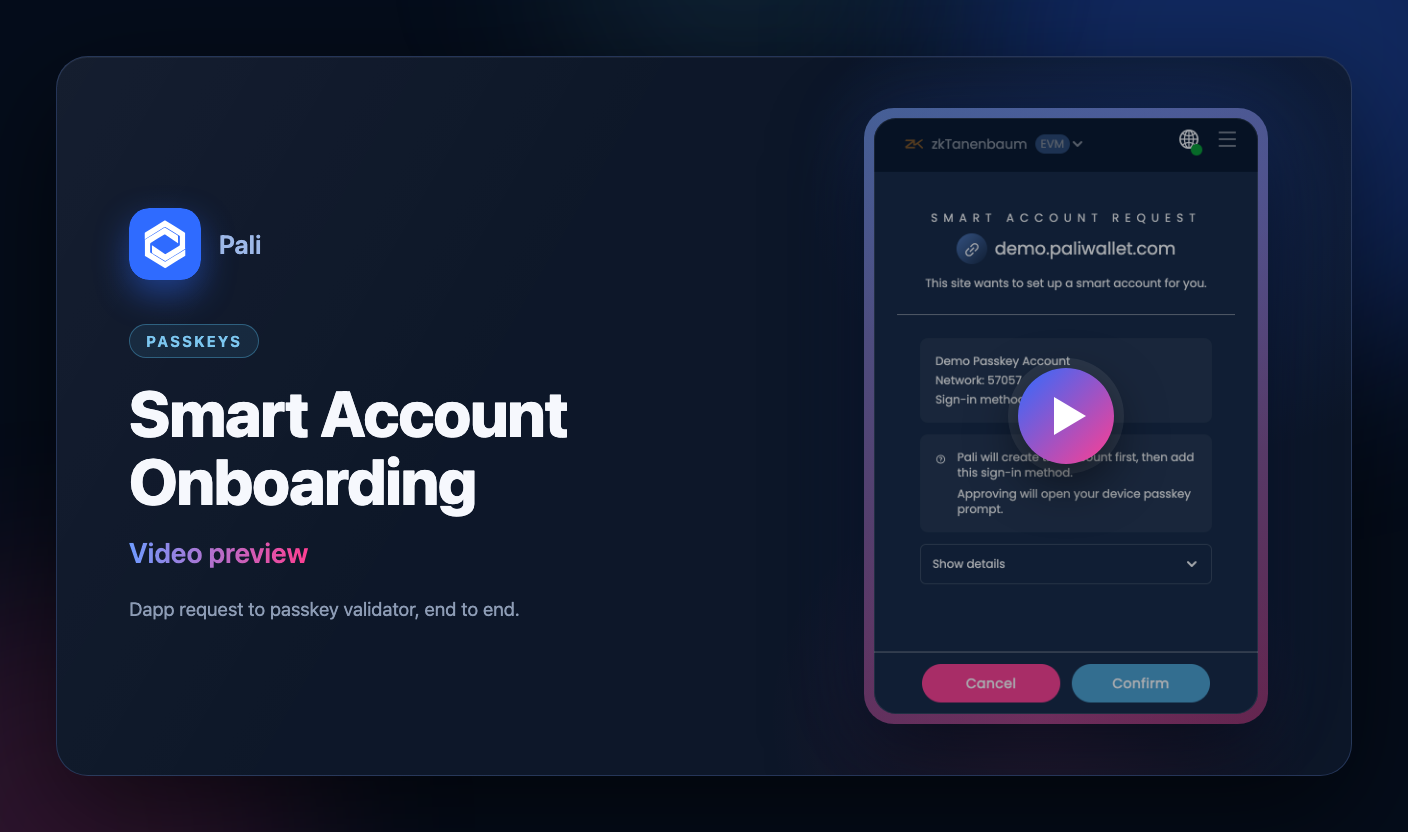 Pali
PASSKEYS
Smart Account
Onboarding
Video preview
Dapp request to passkey validator, end to end.
zkTanenbaum EVM
SMART ACCOUNT REQUEST
demo.paliwallet.com
This site wants to set up a smart account for you.
Demo Passkey Account
Network: 57057
Sign-in
Pali will create first, then add
this sign-in method.
Approving will open your device passkey
prompt.
Show details
Cancel
Confirm